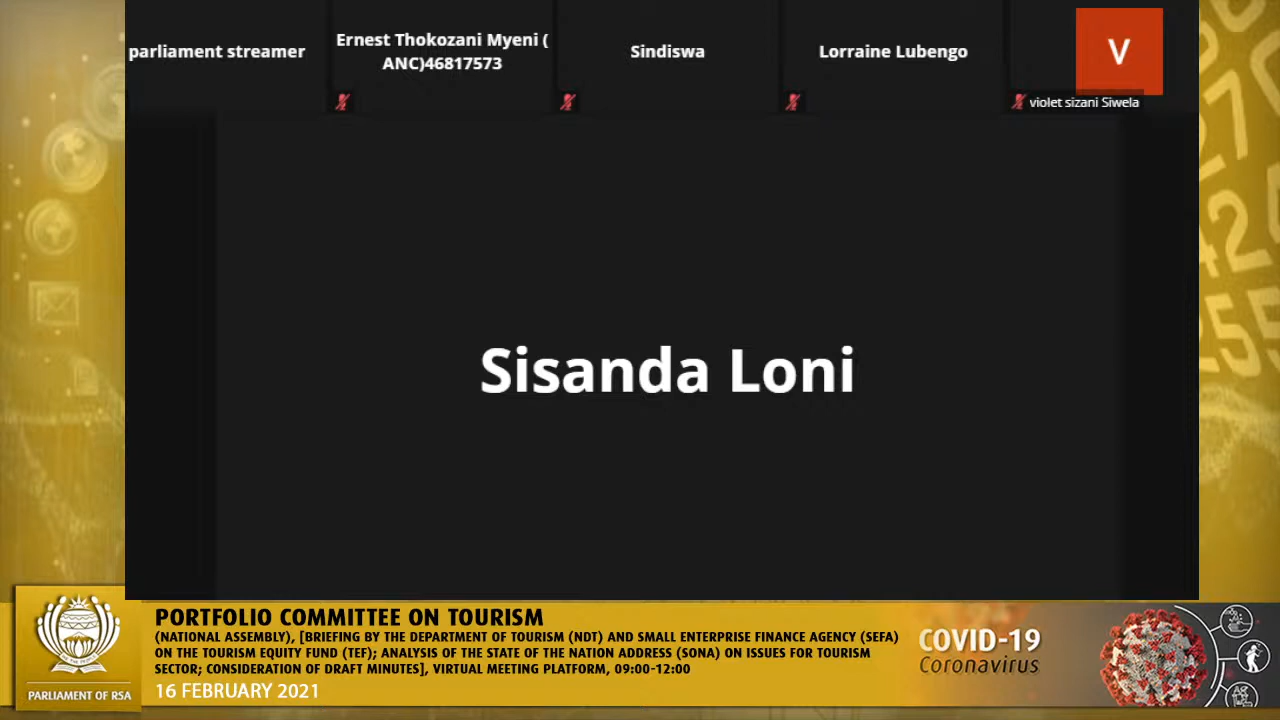 parliament streamer
Ernest Thokozani Myeni (
ANC)46817573
Sindiswa
Lorraine Lubengo
V
violet sizani Siwela
Sisanda Loni
PARLIAMENT OF RSA
PORTFOLIO COMMITTEE ON TOURISM
(NATIONAL ASSEMBLY), [BRIEFING BY THE DEPARTMENT OF TOURISM (NDT) AND SMALL ENTERPRISE FINANCE AGENCY (SEFA)
ON THE TOURISM EQUITY FUND (TEF); ANALYSIS OF THE STATE OF THE NATION ADDRESS (SONA) ON ISSUES FOR TOURISM
SECTOR; CONSIDERATION OF DRAFT MINUTES], VIRTUAL MEETING PLATFORM, 09:00-12:00
16 FEBRUARY 2021
COVID-19
Coronavirus